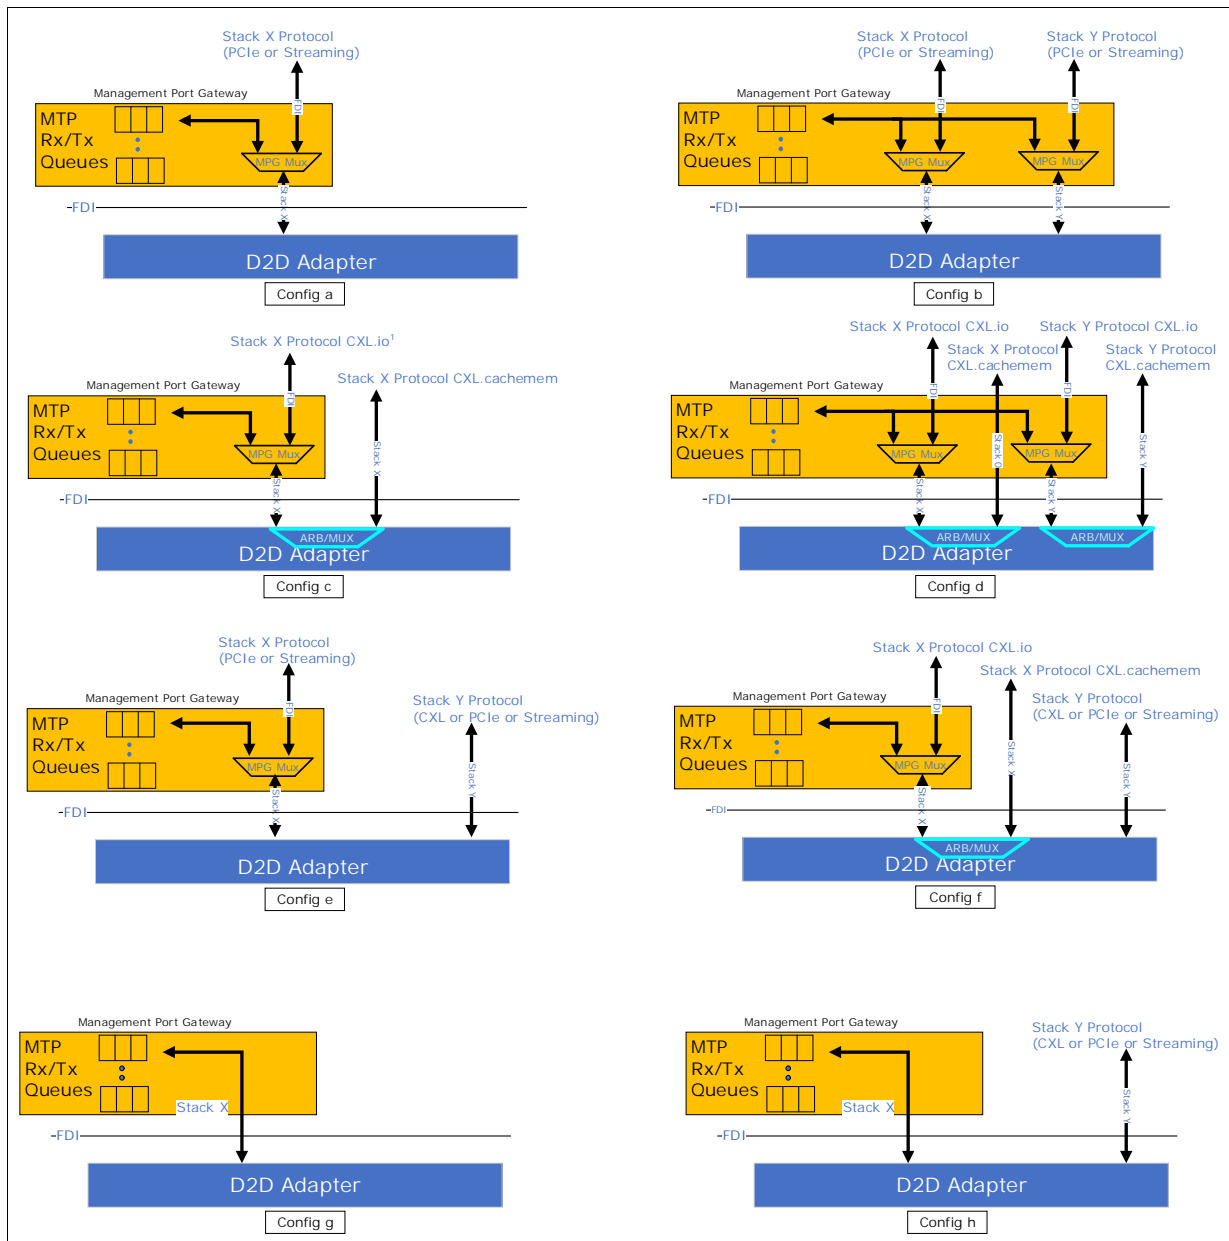 Stack X Protocol
(PCIe or Streaming)
Management Port Gateway
MTP
Rx/Tx
Queues
FDI
MPG Mux
Stack X
FDI
D2D Adapter
Config a
Stack X Protocol
(PCIe or Streaming)
Stack Y Protocol
(PCIe or Streaming)
Management Port Gateway
MTP
Rx/Tx
Queues
FDI
FDI
MPG Mux
MPG Mux
Stack X
Stack Y
FDI
D2D Adapter
Config b
Stack X Protocol CXL.io¹
Stack X Protocol CXL.cachemem
Management Port Gateway
MTP
Rx/Tx
Queues
FDI
MPG Mux
Stack X
Stack X
FDI
ARB/MUX
D2D Adapter
Config c
Stack X Protocol CXL.io
Stack Y Protocol CXL.io
Stack X Protocol
CXL.cachemem
Stack Y Protocol
CXL.cachemem
Management Port Gateway
MTP
Rx/Tx
Queues
FDI
FDI
MPG Mux
MPG Mux
Stack X
Stack 0
Stack Y
Stack Y
FDI
ARB/MUX
ARB/MUX
D2D Adapter
Config d
Stack X Protocol
(PCIe or Streaming)
Stack Y Protocol
(CXL or PCIe or Streaming)
Management Port Gateway
MTP
Rx/Tx
Queues
FDI
MPG Mux
Stack X
Stack Y
FDI
D2D Adapter
Config e
Stack X Protocol CXL.io
Stack X Protocol CXL.cachemem
Stack Y Protocol
(CXL or PCIe or Streaming)
Management Port Gateway
MTP
Rx/Tx
Queues
FDI
MPG Mux
Stack X
Stack X
Stack Y
FDI
ARB/MUX
D2D Adapter
Config f
Management Port Gateway
MTP
Rx/Tx
Queues
Stack X
FDI
D2D Adapter
Config g
Management Port Gateway
MTP
Rx/Tx
Queues
Stack X
Stack Y Protocol
(CXL or PCIe or Streaming)
Stack Y
FDI
D2D Adapter
Config h